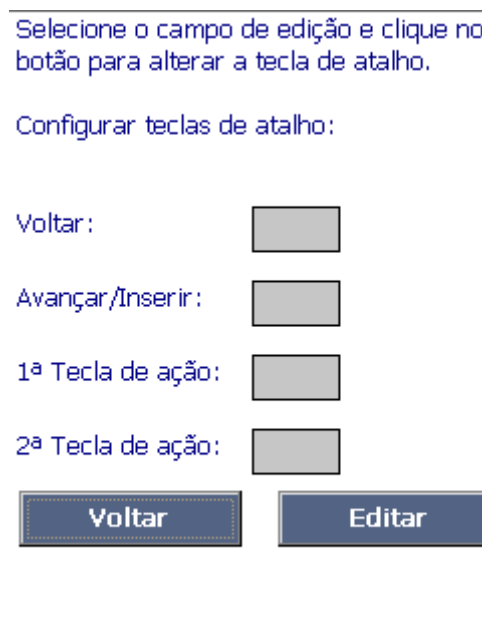 Selecione o campo de edição e clique no
botão para alterar a tecla de atalho.
Configurar teclas de atalho:
Voltar:
Avançar/Inserir:
1ª Tecla de ação:
2ª Tecla de ação:
Voltar Editar